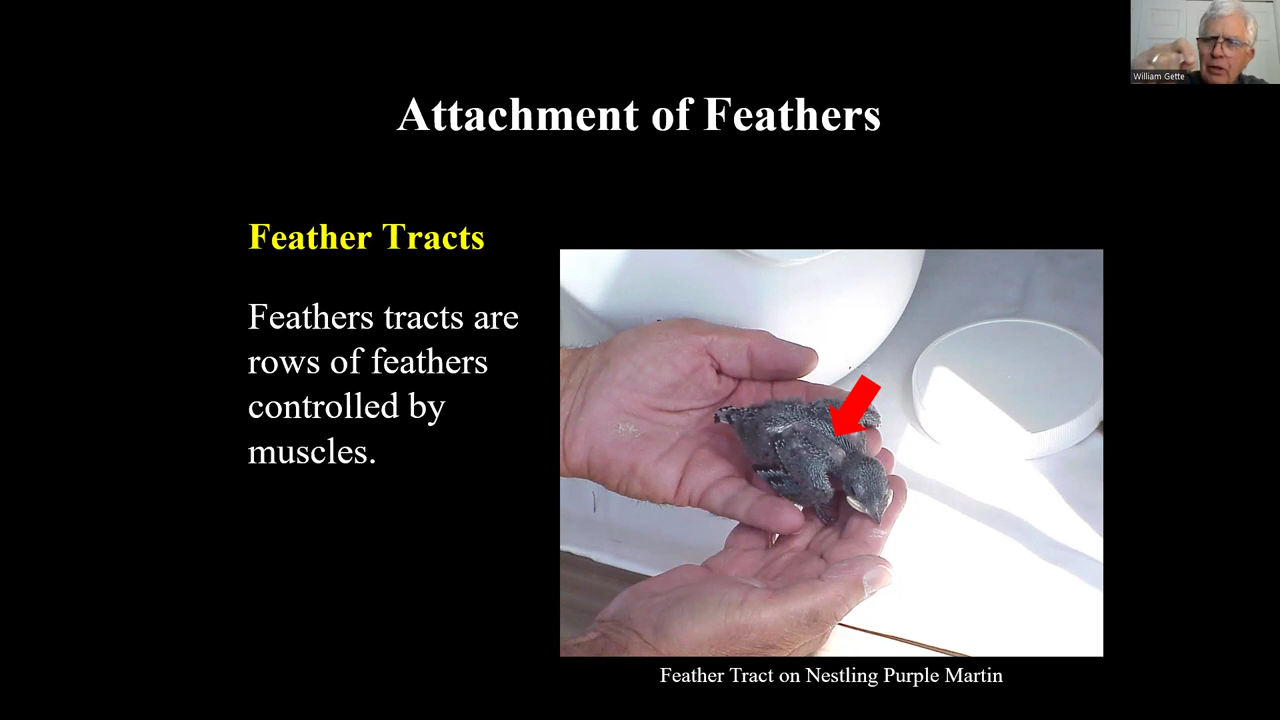 William Gette
Attachment of Feathers
Feather Tracts
Feathers tracts are
rows of feathers
controlled by
muscles.
Feather Tract on Nestling Purple Martin